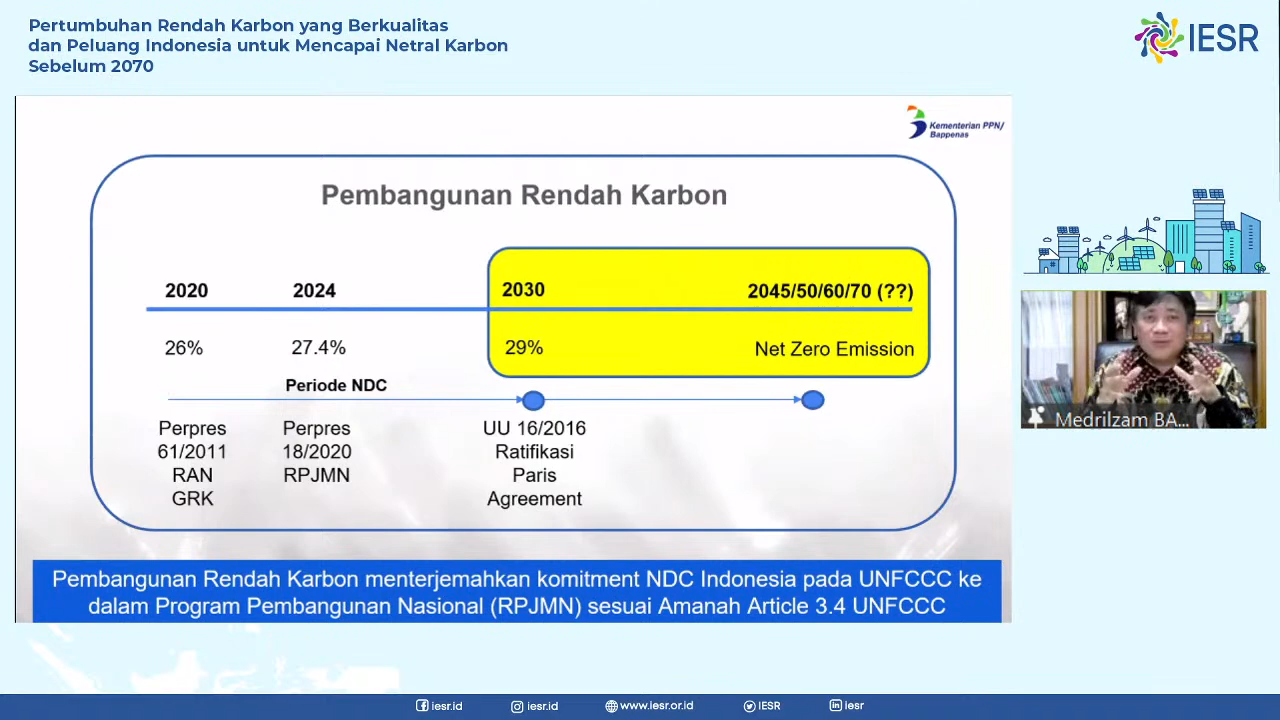 Pertumbuhan Rendah Karbon yang Berkualitas
dan Peluang Indonesia untuk Mencapai Netral Karbon
Sebelum 2070
IESR
Kementerian PPN/
Bappenas
Pembangunan Rendah Karbon
2020 2024 2030 2045/50/60/70 (??)
26% 27.4% 29% Net Zero Emission
Periode NDC
Perpres
61/2011
RAN
GRK
Perpres
18/2020
RPJMN
UU 16/2016
Ratifikasi
Paris
Agreement
Medrilzam BA...
Pembangunan Rendah Karbon menterjemahkan komitment NDC Indonesia pada UNFCCC ke
dalam Program Pembangunan Nasional (RPJMN) sesuai Amanah Article 3.4 UNFCCC
iesr.id iesr.id www.iesr.or.id IESR iesr